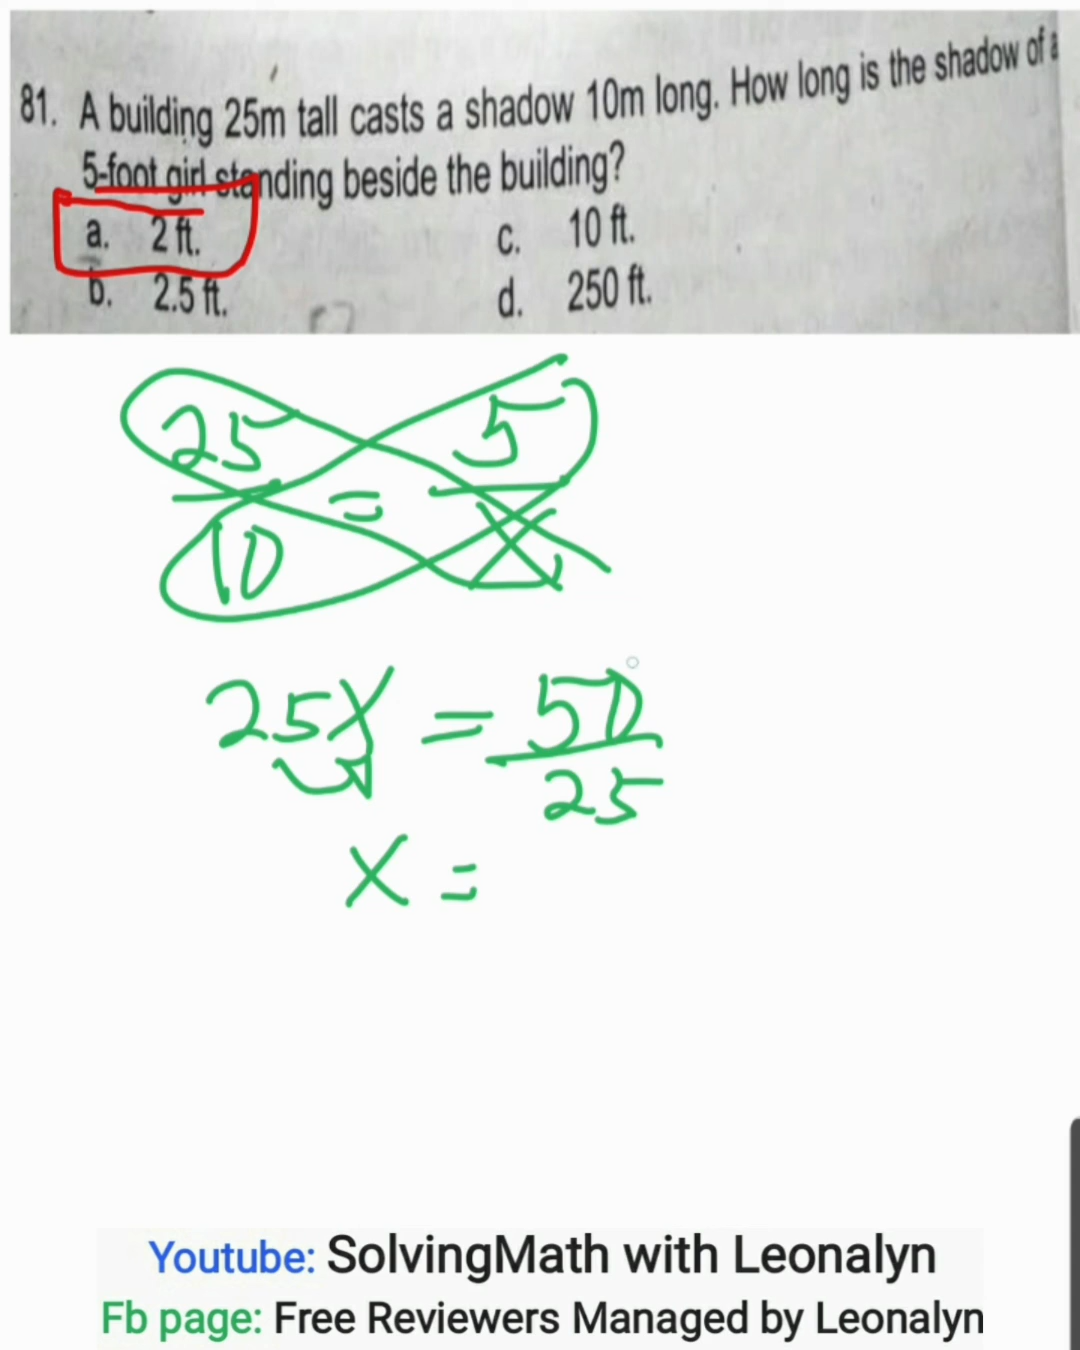 81. A building 25m tall casts a shadow 10m long. How long is the shadow of a
5-foot girl standing beside the building?
a. 2 ft.
c. 10 ft.
b. 2.5 ft.
d. 250 ft.
25 = 5
10 x
25x = 50
25
x =
Youtube: SolvingMath with Leonalyn
Fb page: Free Reviewers Managed by Leonalyn